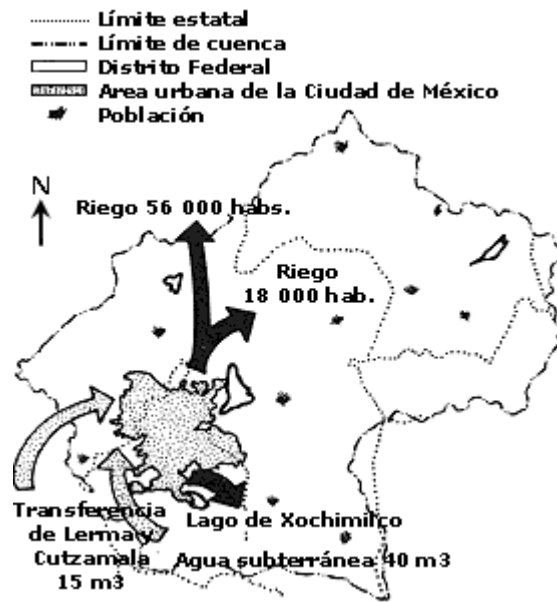 Límite estatal
Límite de cuenca
Distrito Federal
Area urbana de la Ciudad de México
Población
N
Riego 56 000 habs.
Riego
18 000 hab.
Transferencia
de Lerma y
Cutzamala
15 m3
Lago de Xochimilco
Agua subterránea 40 m3